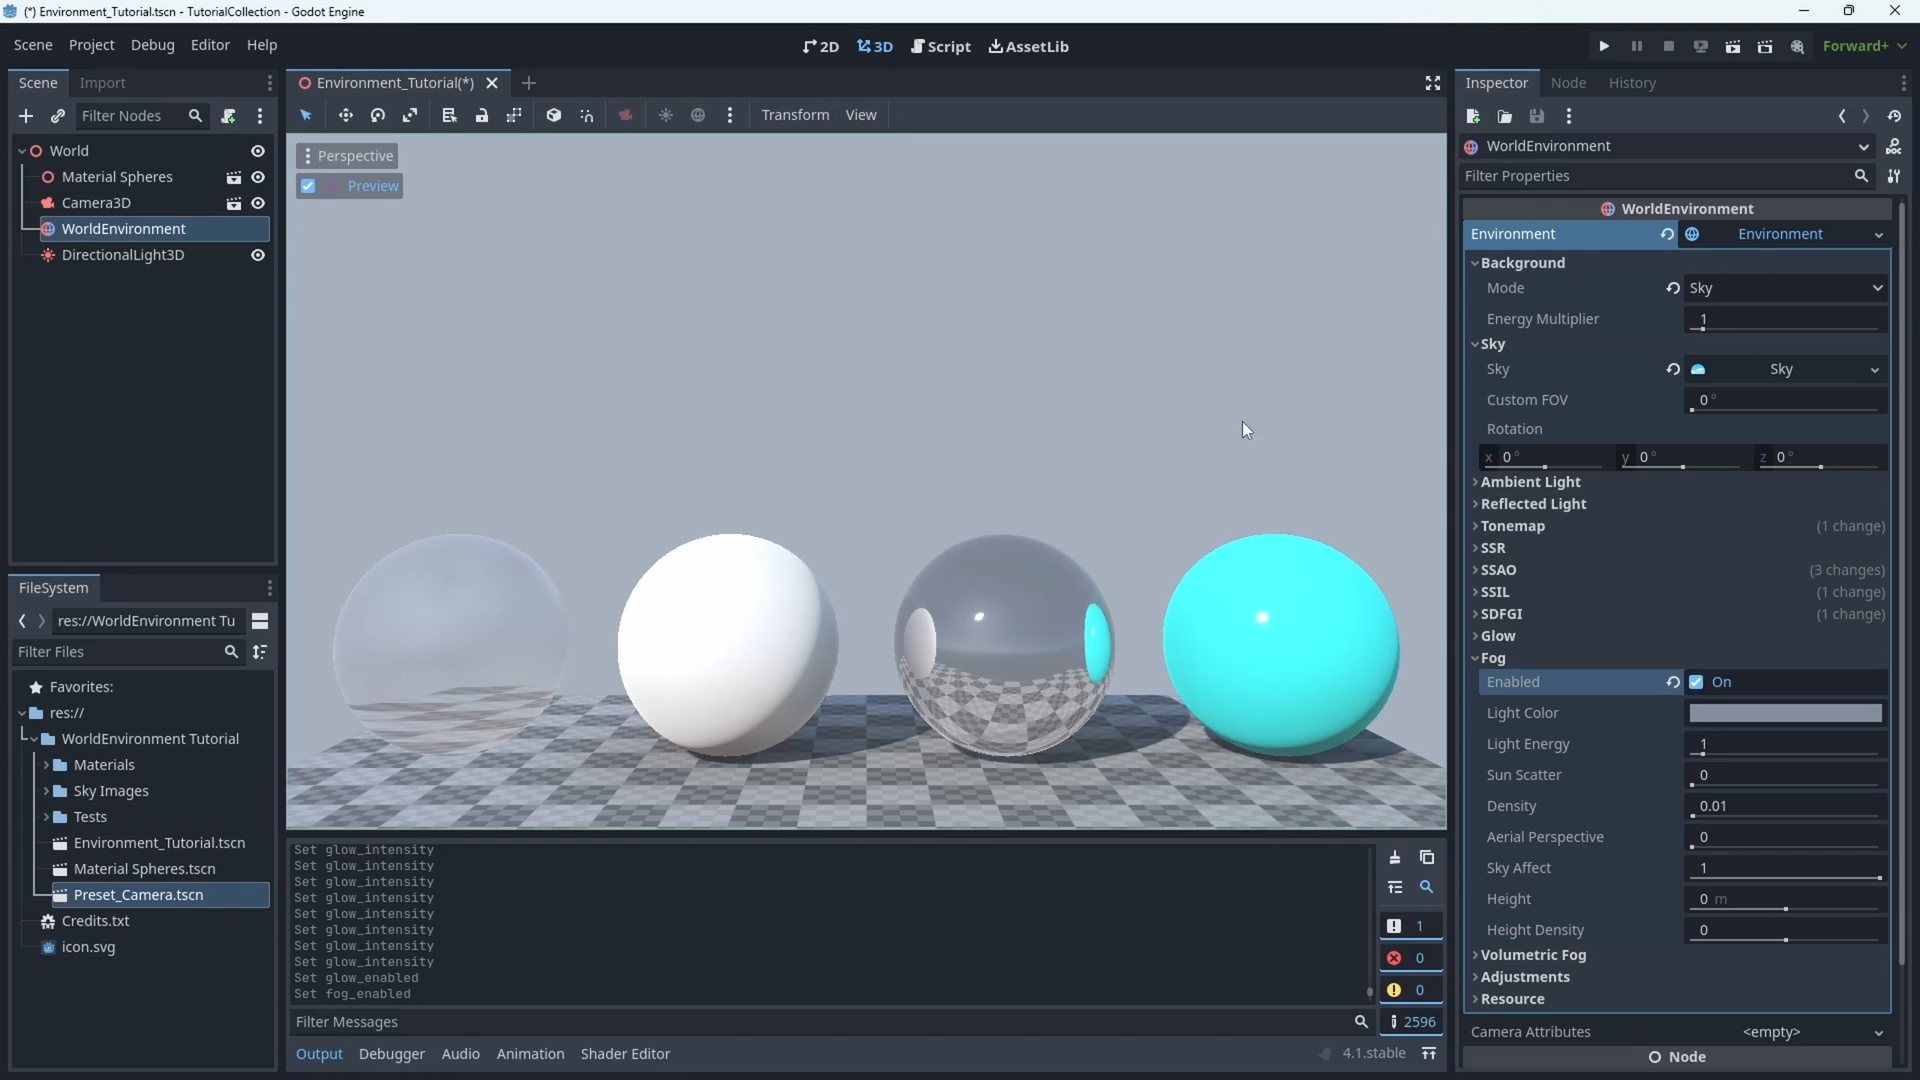 (*) Environment_Tutorial.tscn - TutorialCollection - Godot Engine
Scene Project Debug Editor Help
2D 3D Script AssetLib
Forward+
Scene Import
Filter Nodes
World
Material Spheres
Camera3D
WorldEnvironment
DirectionalLight3D
FileSystem
res://WorldEnvironment Tu
Filter Files
Favorites:
res://
WorldEnvironment Tutorial
Materials
Sky Images
Tests
Environment_Tutorial.tscn
Material Spheres.tscn
Preset_Camera.tscn
Credits.txt
icon.svg
Environment_Tutorial(*)
Transform View
Perspective
Preview
Set glow_intensity
Set glow_intensity
Set glow_intensity
Set glow_intensity
Set glow_intensity
Set glow_intensity
Set glow_intensity
Set glow_intensity
Set glow_enabled
Set fog_enabled
1
0
0
2596
Filter Messages
Output Debugger Audio Animation Shader Editor
4.1.stable
Inspector Node History
WorldEnvironment
DOC
Filter Properties
WorldEnvironment
Environment Environment
Background
Mode Sky
Energy Multiplier 1
Sky
Sky Sky
Custom FOV 0 °
Rotation
x 0 ° y 0 ° z 0 °
Ambient Light
Reflected Light
Tonemap (1 change)
SSR
SSAO (3 changes)
SSIL (1 change)
SDFGI (1 change)
Glow
Fog
Enabled On
Light Color
Light Energy 1
Sun Scatter 0
Density 0.01
Aerial Perspective 0
Sky Affect 1
Height 0 m
Height Density 0
Volumetric Fog
Adjustments
Resource
Camera Attributes <empty>
Node